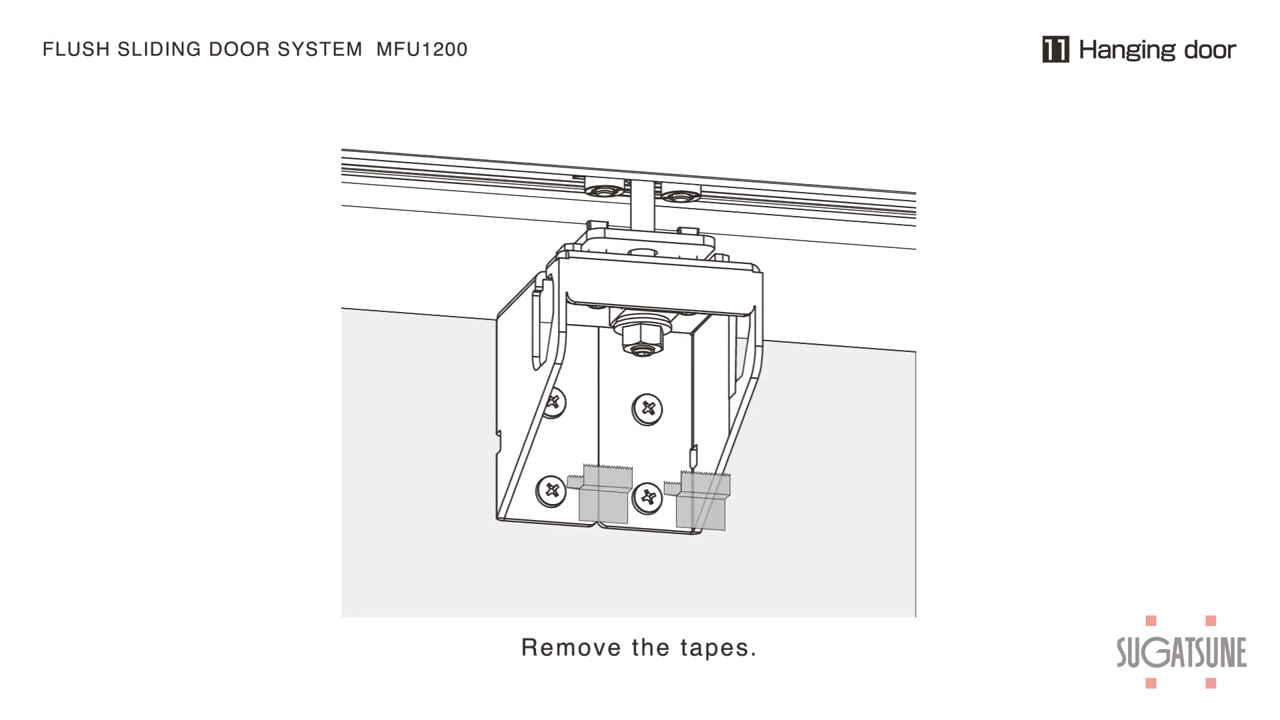 FLUSH SLIDING DOOR SYSTEM MFU1200
11 Hanging door
Remove the tapes.
SUGATSUNE